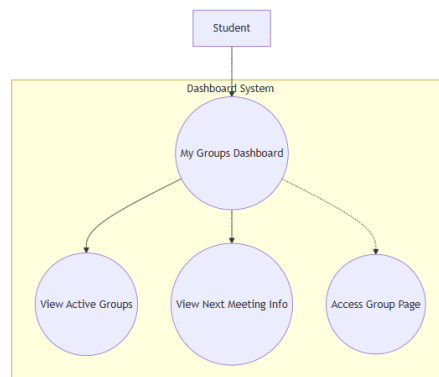 Student
Dashboard System
My Groups Dashboard
View Active Groups
View Next Meeting Info
Access Group Page